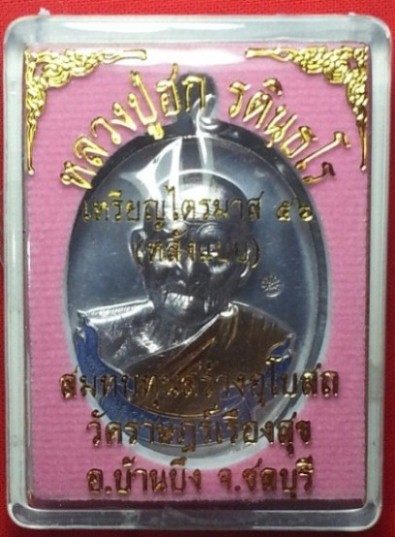 หลวงปู่ฮก รตินฺธโร
เหรียญไตรมาส ๕๖
(หลังแบบ)
สมทบทุนสร้างอุโบสถ
วัดราษฎร์เรืองสุข
อ.บ้านบึง จ.ชลบุรี